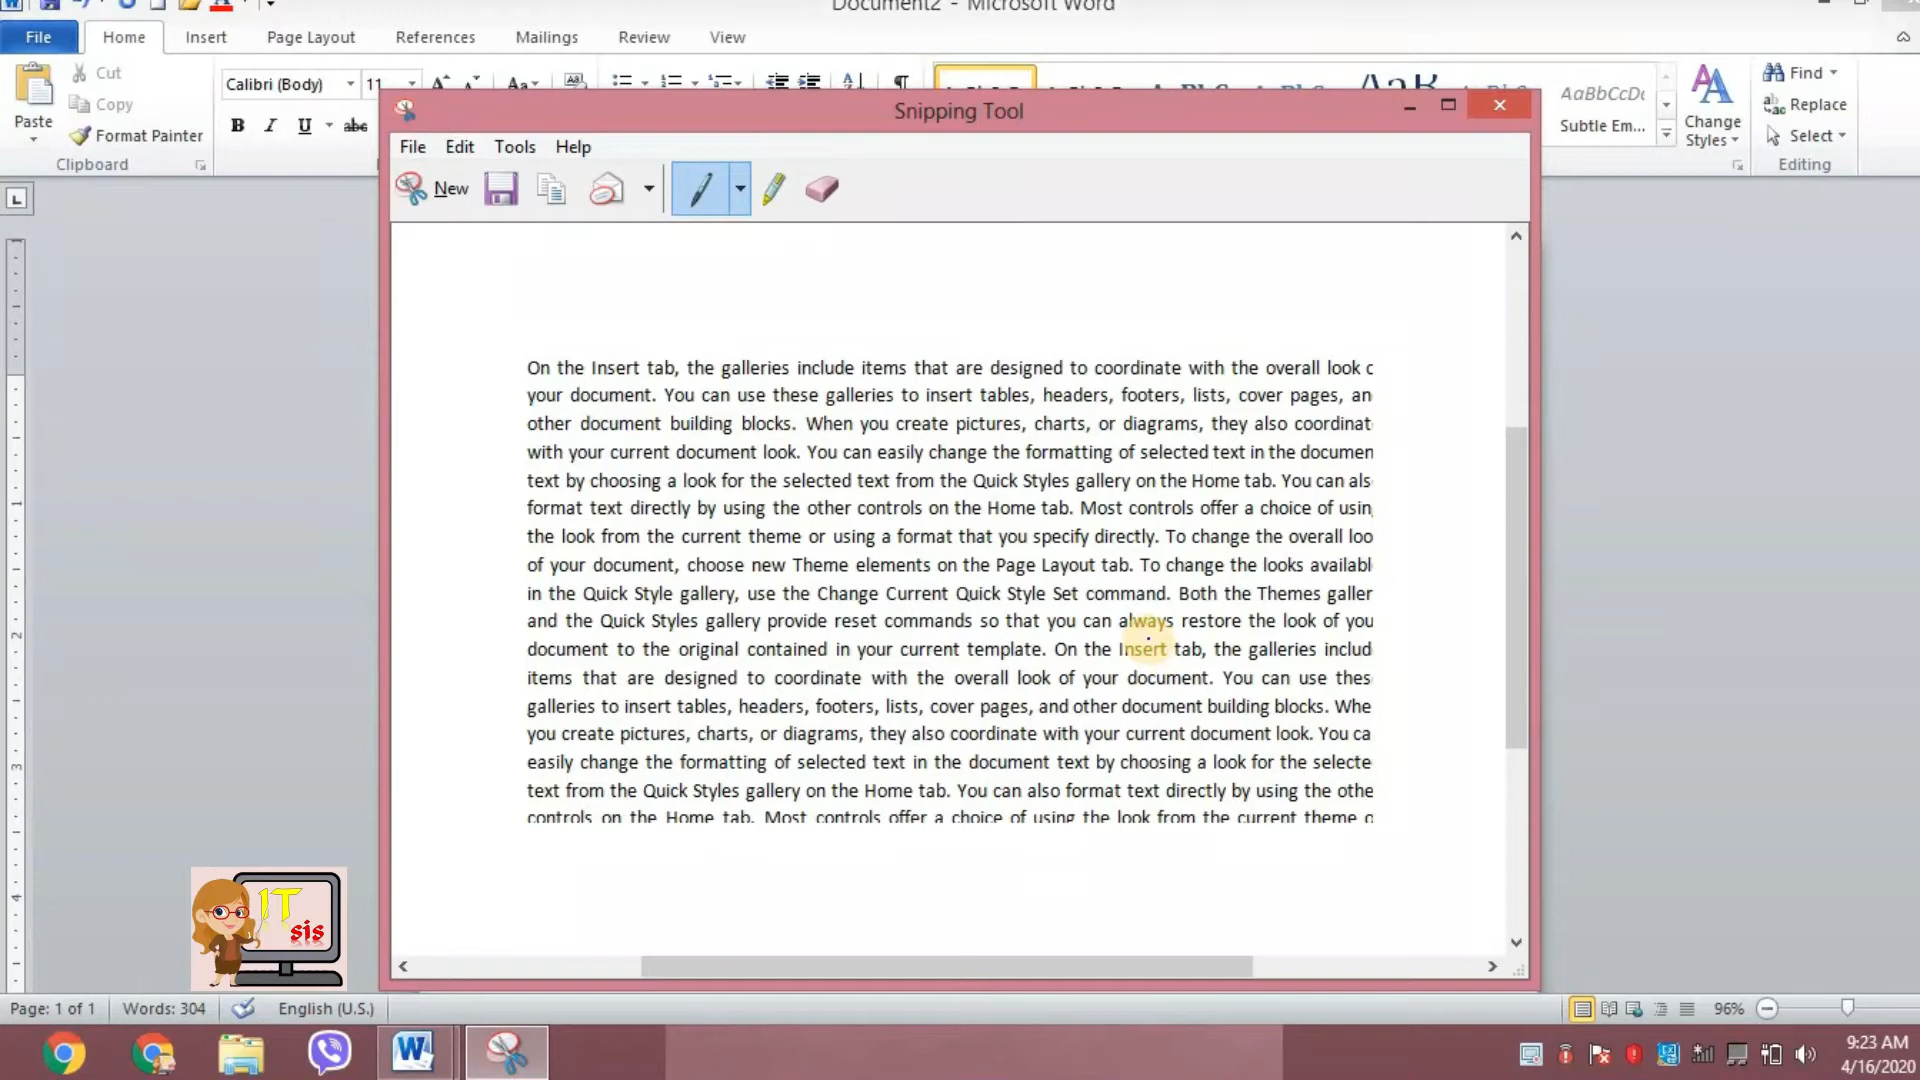 Document2 - Microsoft Word
File Home Insert Page Layout References Mailings Review View
Cut
Calibri (Body) 11
Find
Copy
AaBbCcDc
Replace
Paste
Format Painter
B I U abc
Subtle Em...
Change
Styles
Select
Clipboard
Editing
Snipping Tool
File Edit Tools Help
New
On the Insert tab, the galleries include items that are designed to coordinate with the overall look
your document. You can use these galleries to insert tables, headers, footers, lists, cover pages, an
other document building blocks. When you create pictures, charts, or diagrams, they also coordinat
with your current document look. You can easily change the formatting of selected text in the documen
text by choosing a look for the selected text from the Quick Styles gallery on the Home tab. You can als
format text directly by using the other controls on the Home tab. Most controls offer a choice of usin
the look from the current theme or using a format that you specify directly. To change the overall loo
of your document, choose new Theme elements on the Page Layout tab. To change the looks availabl
in the Quick Style gallery, use the Change Current Quick Style Set command. Both the Themes galler
and the Quick Styles gallery provide reset commands so that you can always restore the look of you
document to the original contained in your current template. On the Insert tab, the galleries includ
items that are designed to coordinate with the overall look of your document. You can use thes
galleries to insert tables, headers, footers, lists, cover pages, and other document building blocks. Whe
you create pictures, charts, or diagrams, they also coordinate with your current document look. You ca
easily change the formatting of selected text in the document text by choosing a look for the selecte
text from the Quick Styles gallery on the Home tab. You can also format text directly by using the othe
controls on the Home tab. Most controls offer a choice of using the look from the current theme
IT
sis
Page: 1 of 1 Words: 304 English (U.S.) 96%
9:23 AM
4/16/2020